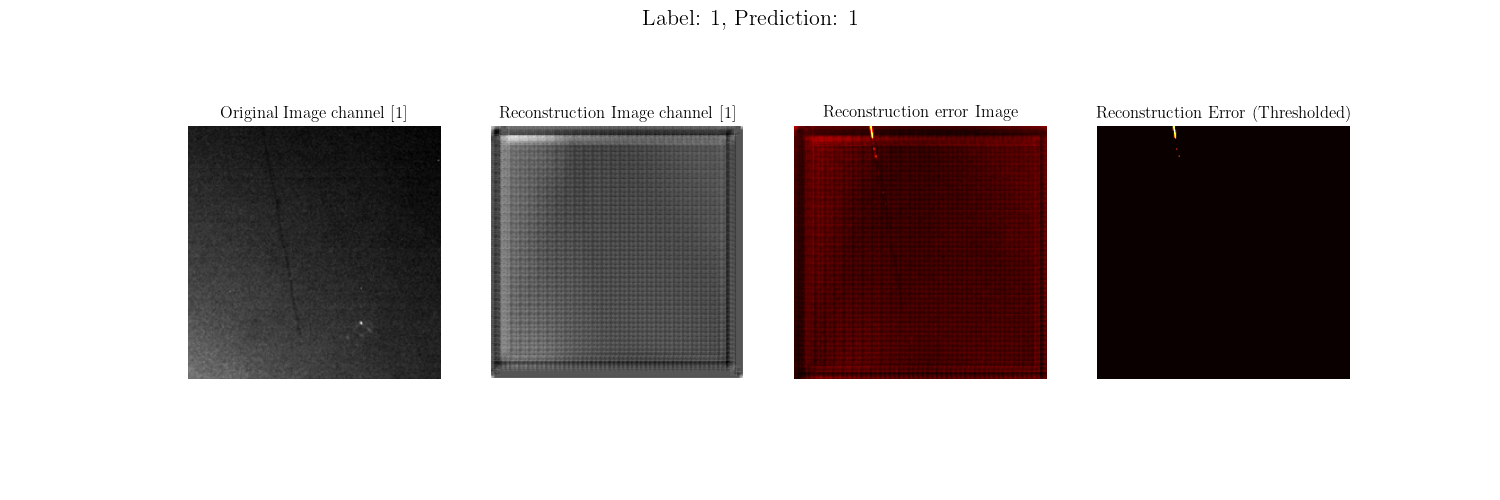 Label: 1, Prediction: 1
Original Image channel [1]
Reconstruction Image channel [1]
Reconstruction error Image
Reconstruction Error (Thresholded)